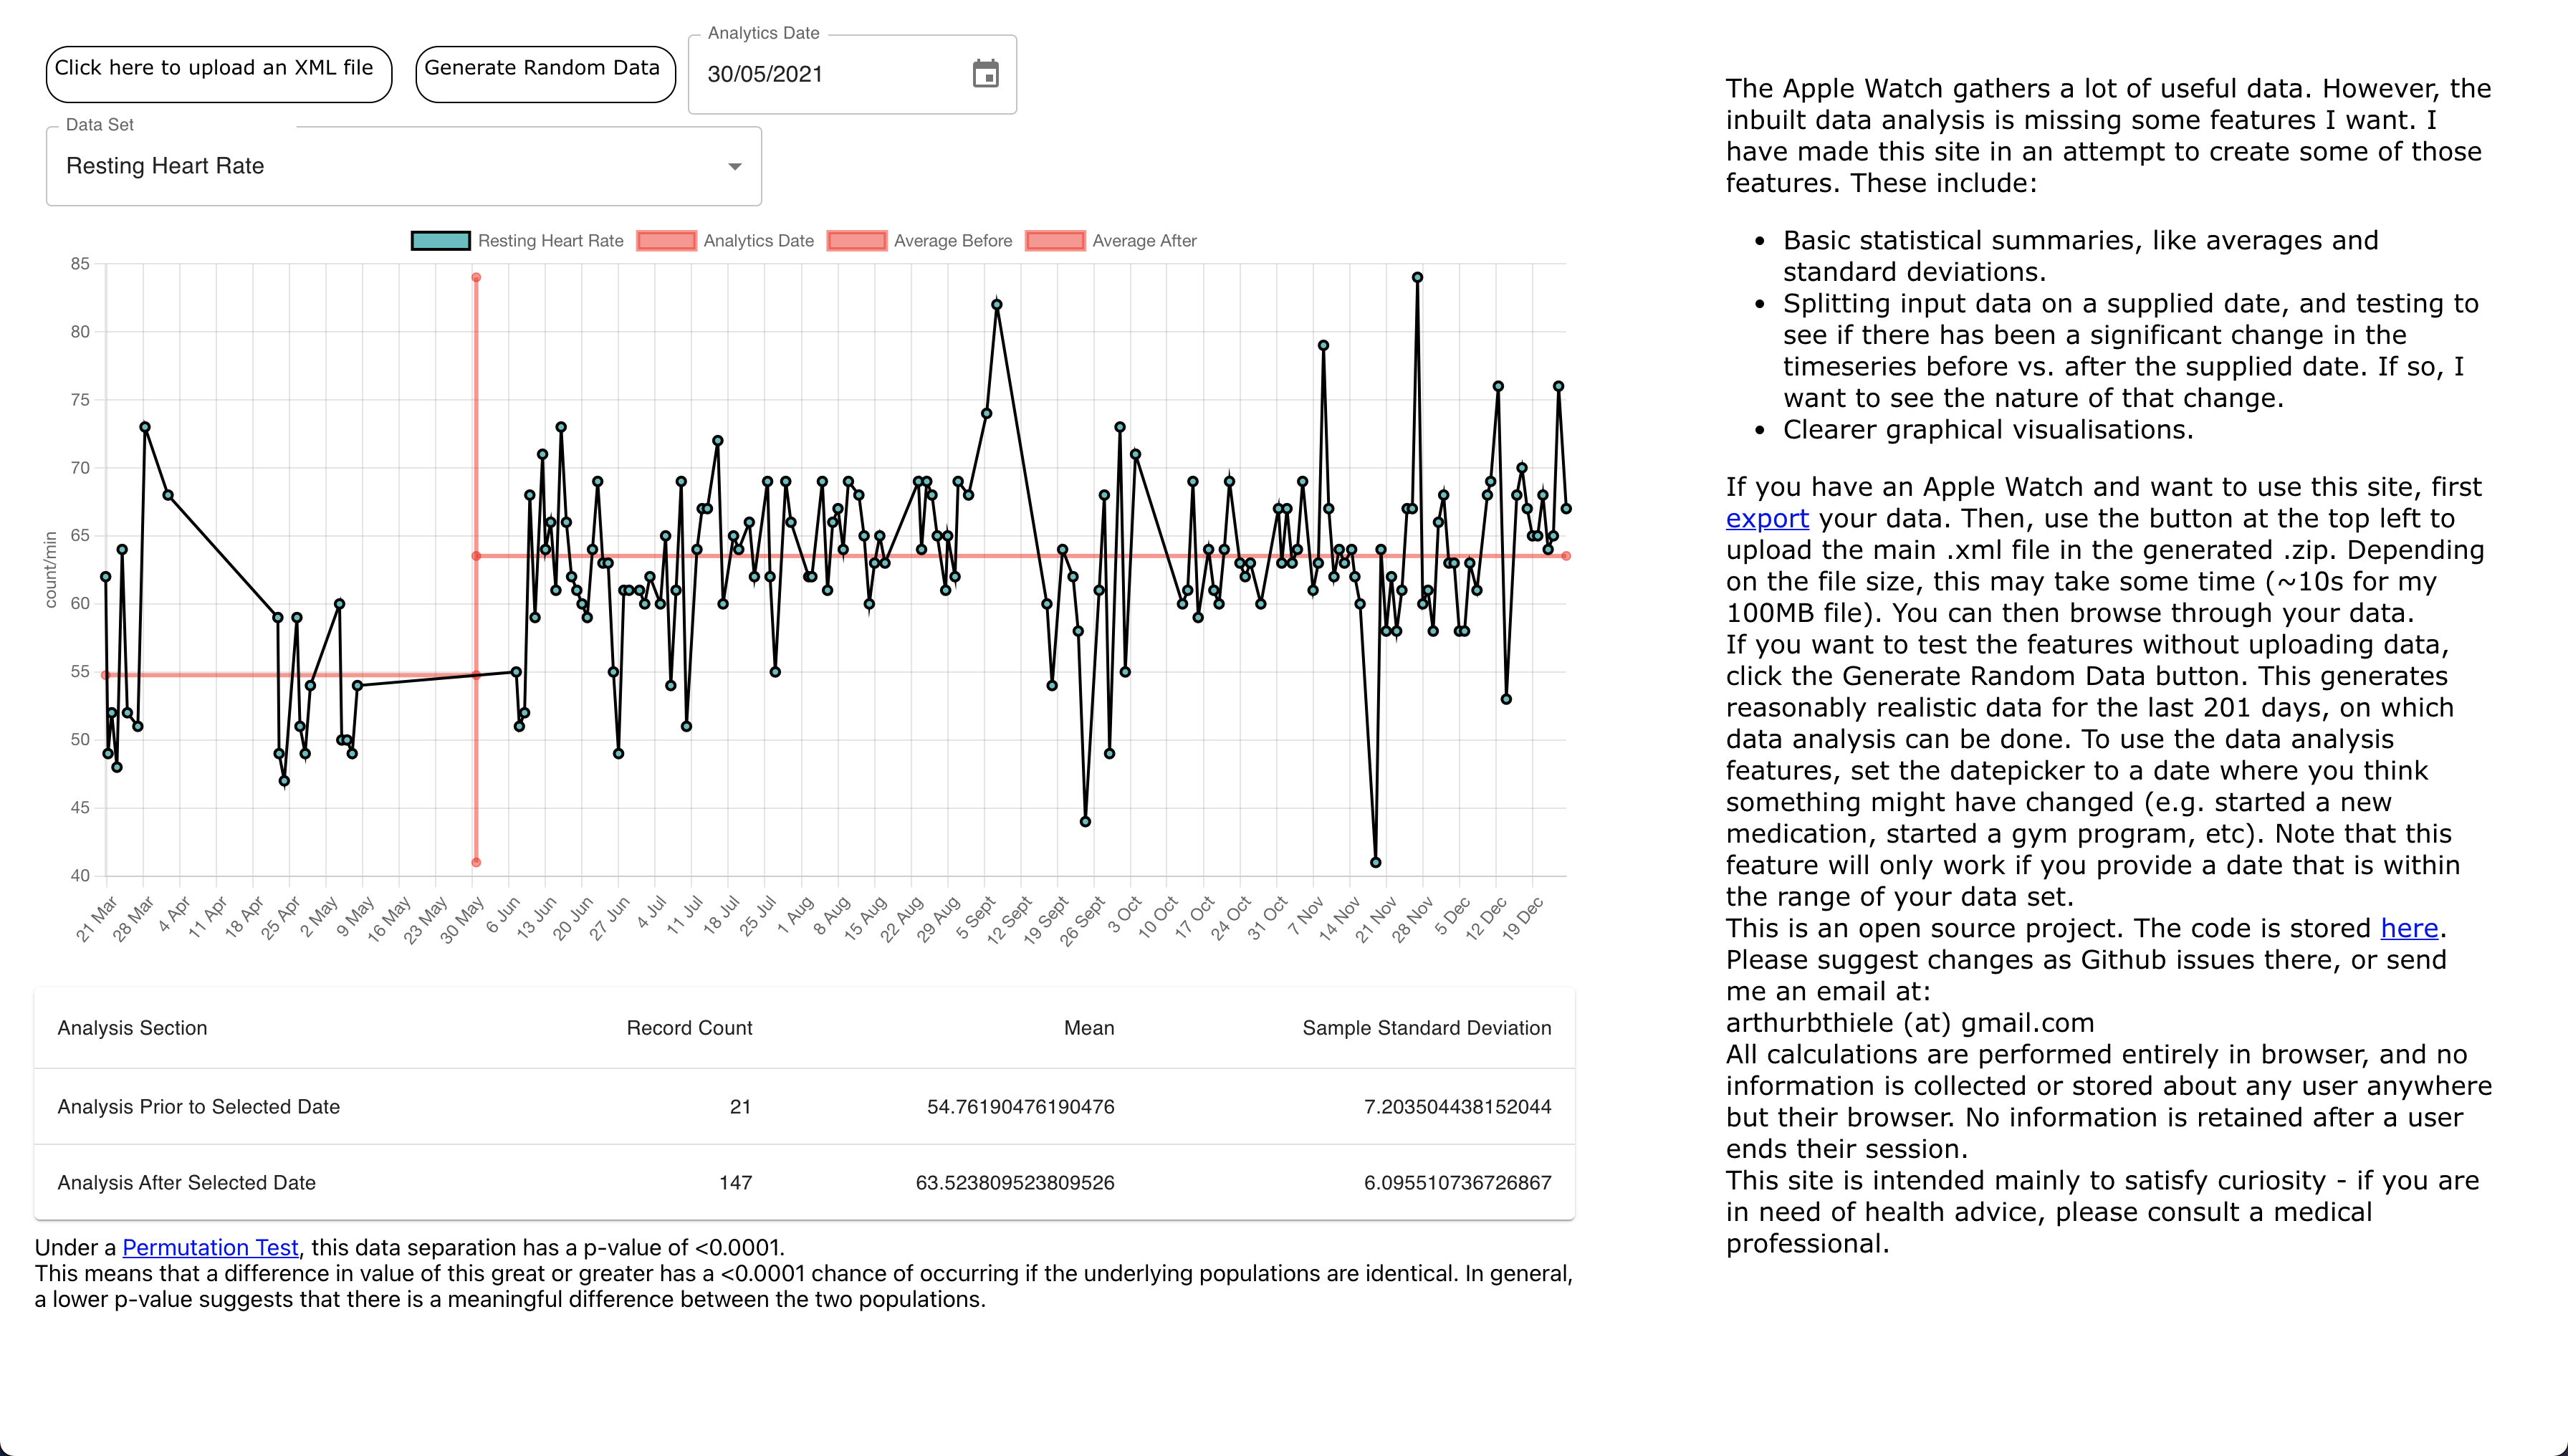 Click here to upload an XML file
Generate Random Data
Analytics Date
30/05/2021
Data Set
Resting Heart Rate
Resting Heart Rate
Analytics Date
Average Before
Average After
count/min
85
80
75
70
65
60
55
50
45
40
21 Mar
28 Mar
4 Apr
11 Apr
18 Apr
25 Apr
2 May
9 May
16 May
23 May
30 May
6 Jun
13 Jun
20 Jun
27 Jun
4 Jul
11 Jul
18 Jul
25 Jul
1 Aug
8 Aug
15 Aug
22 Aug
29 Aug
5 Sept
12 Sept
19 Sept
26 Sept
3 Oct
10 Oct
17 Oct
24 Oct
31 Oct
7 Nov
14 Nov
21 Nov
28 Nov
5 Dec
12 Dec
19 Dec
Analysis Section Record Count Mean Sample Standard Deviation
Analysis Prior to Selected Date 21 54.76190476190476 7.203504438152044
Analysis After Selected Date 147 63.523809523809526 6.095510736726867
Under a Permutation Test, this data separation has a p-value of <0.0001.
This means that a difference in value of this great or greater has a <0.0001 chance of occurring if the underlying populations are identical. In general,
a lower p-value suggests that there is a meaningful difference between the two populations.
The Apple Watch gathers a lot of useful data. However, the
inbuilt data analysis is missing some features I want. I
have made this site in an attempt to create some of those
features. These include:
• Basic statistical summaries, like averages and
standard deviations.
• Splitting input data on a supplied date, and testing to
see if there has been a significant change in the
timeseries before vs. after the supplied date. If so, I
want to see the nature of that change.
• Clearer graphical visualisations.
If you have an Apple Watch and want to use this site, first
export your data. Then, use the button at the top left to
upload the main .xml file in the generated .zip. Depending
on the file size, this may take some time (~10s for my
100MB file). You can then browse through your data.
If you want to test the features without uploading data,
click the Generate Random Data button. This generates
reasonably realistic data for the last 201 days, on which
data analysis can be done. To use the data analysis
features, set the datepicker to a date where you think
something might have changed (e.g. started a new
medication, started a gym program, etc). Note that this
feature will only work if you provide a date that is within
the range of your data set.
This is an open source project. The code is stored here.
Please suggest changes as Github issues there, or send
me an email at:
arthurbthiele (at) gmail.com
All calculations are performed entirely in browser, and no
information is collected or stored about any user anywhere
but their browser. No information is retained after a user
ends their session.
This site is intended mainly to satisfy curiosity - if you are
in need of health advice, please consult a medical
professional.